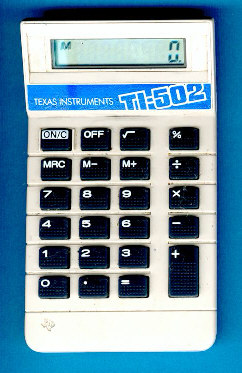 M 0.
TEXAS INSTRUMENTS TI-502
ON/C OFF √ %
MRC M− M+ ÷
7 8 9 ×
4 5 6 −
1 2 3 +
0 . =